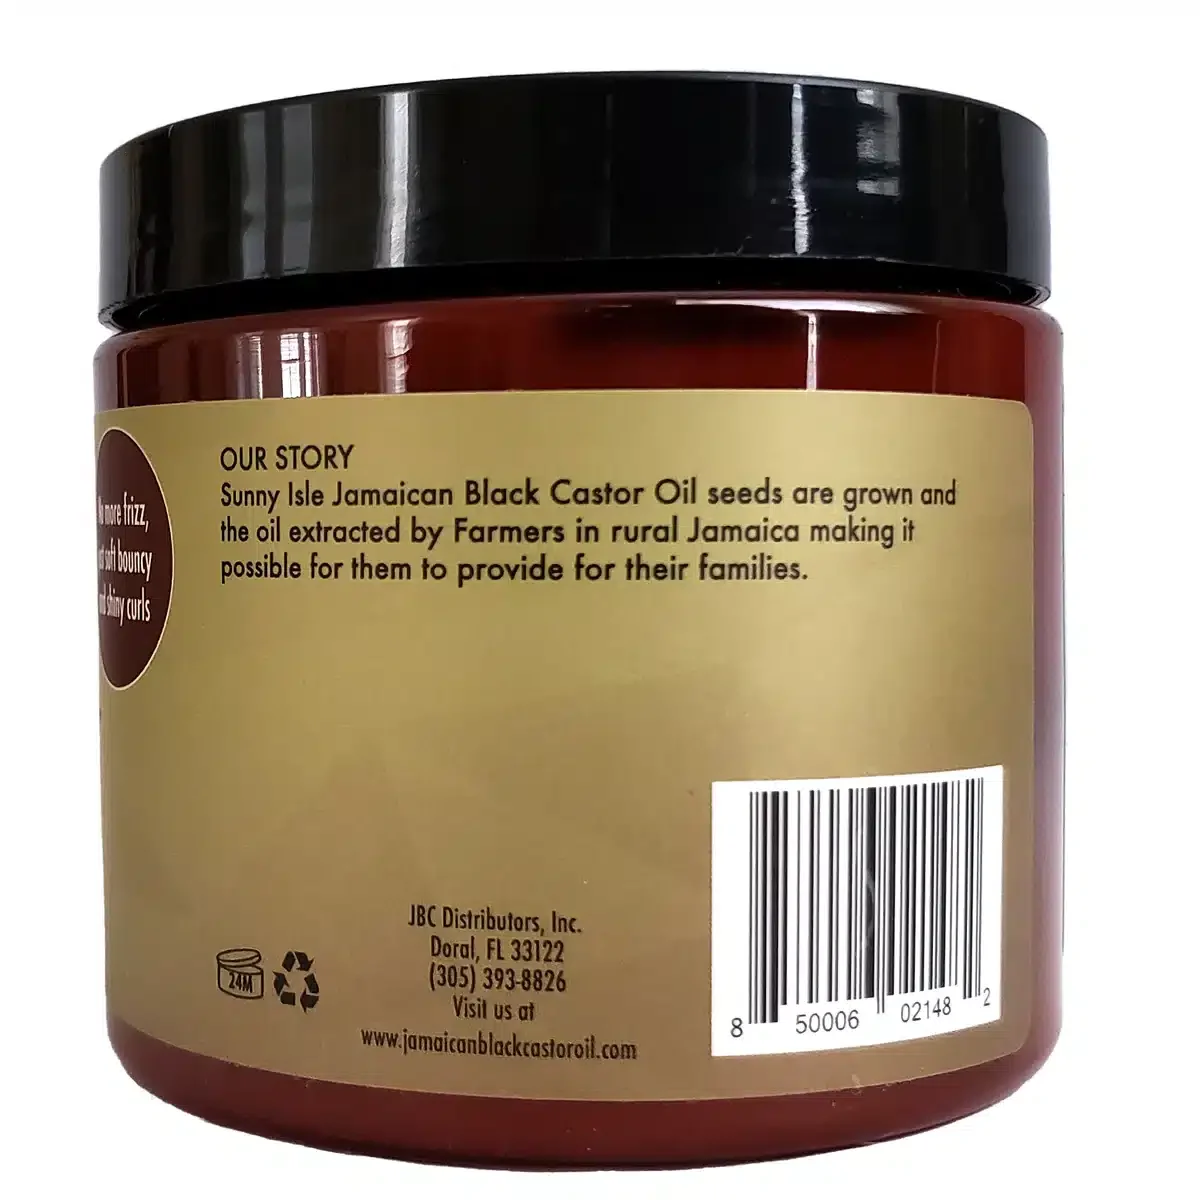 more frizz,
soft bouncy
shiny curls
OUR STORY
Sunny Isle Jamaican Black Castor Oil seeds are grown and
the oil extracted by Farmers in rural Jamaica making it
possible for them to provide for their families.
24M
JBC Distributors, Inc.
Doral, FL 33122
(305) 393-8826
Visit us at
www.jamaicanblackcastoroil.com
8 50006 02148 2